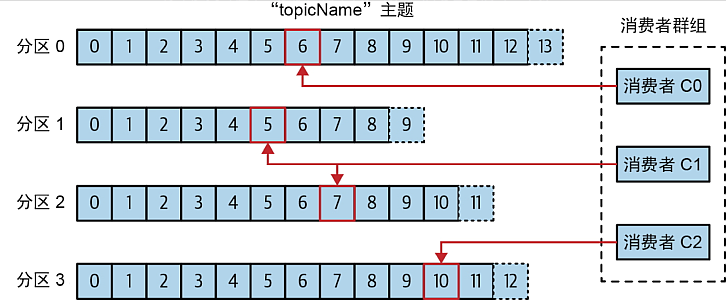 “topicName”主题
消费者群组
分区 0
0 1 2 3 4 5 6 7 8 9 10 11 12 13
消费者 C0
分区 1
0 1 2 3 4 5 6 7 8 9
消费者 C1
分区 2
0 1 2 3 4 5 6 7 8 9 10 11
消费者 C2
分区 3
0 1 2 3 4 5 6 7 8 9 10 11 12